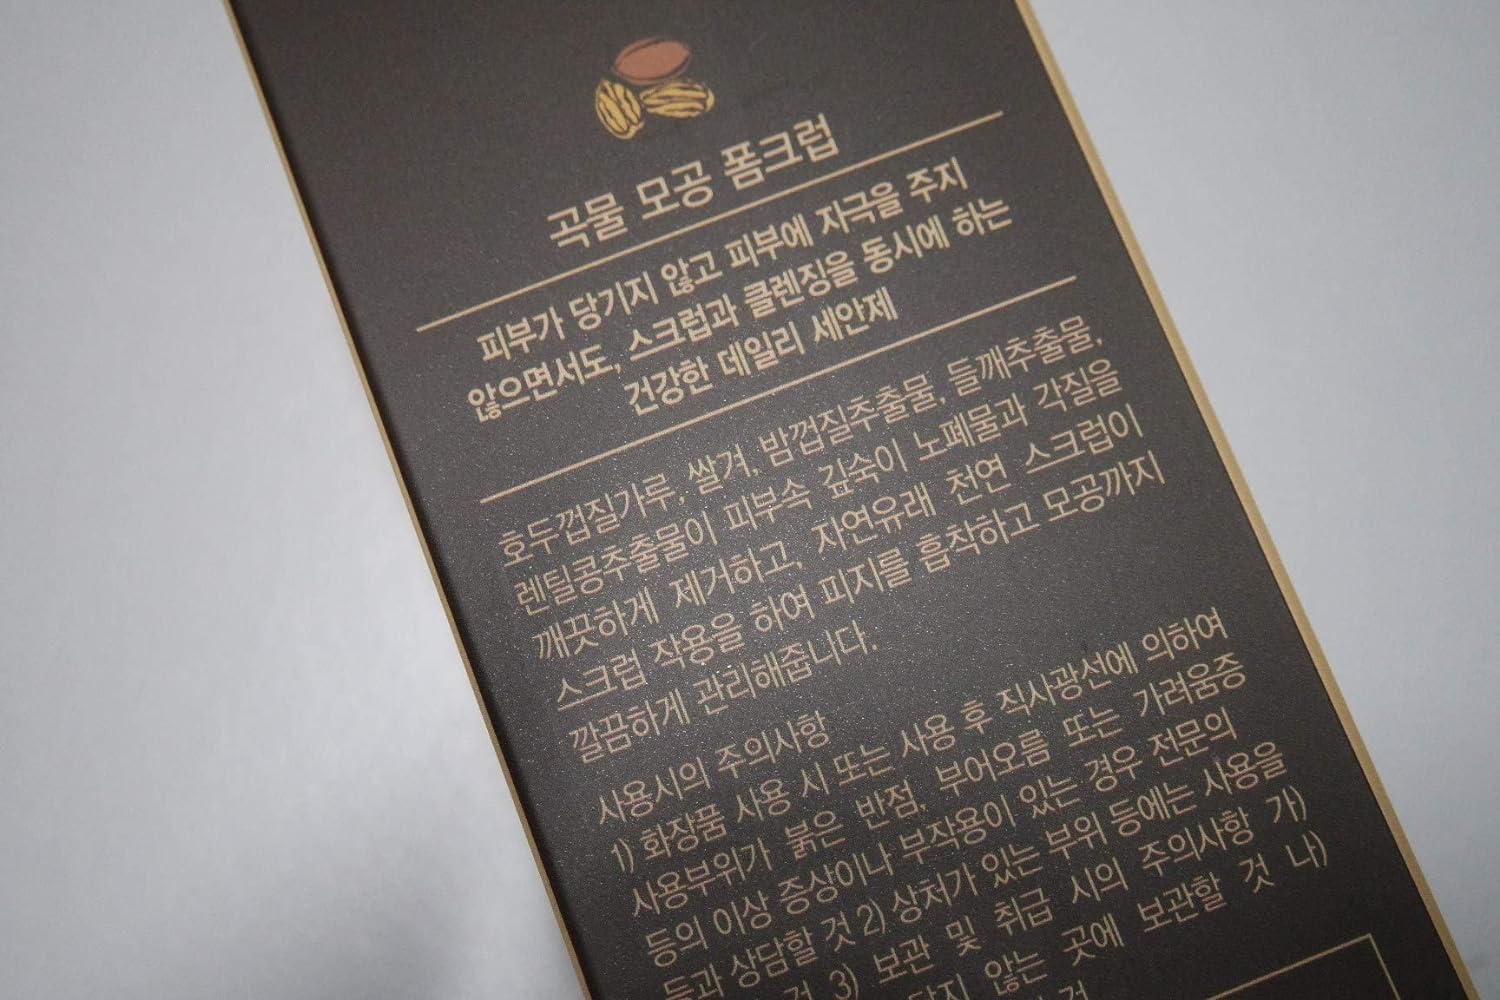 곡물 모공 폼크럽
피부가 당기지 않고 피부에 자극을 주지
않으면서도, 스크럽과 클렌징을 동시에 하는
건강한 데일리 세안제
호두껍질가루, 쌀겨, 밤껍질추출물, 들깨추출물,
렌틸콩추출물이 피부속 깊숙이 노폐물과 각질을
깨끗하게 제거하고, 자연유래 천연 스크럽이
스크럽 작용을 하여 피지를 흡착하고 모공까지
깔끔하게 관리해줍니다.
사용시의 주의사항
1) 화장품 사용 시 또는 사용 후 직사광선에 의하여
사용부위가 붉은 반점, 부어오름 또는 가려움증
등의 이상 증상이나 부작용이 있는 경우 전문의
등과 상담할 것 2) 상처가 있는 부위 등에는 사용을
것 3) 보관 및 취급 시의 주의사항 가)
닿지 않는 곳에 보관할 것 나)
것